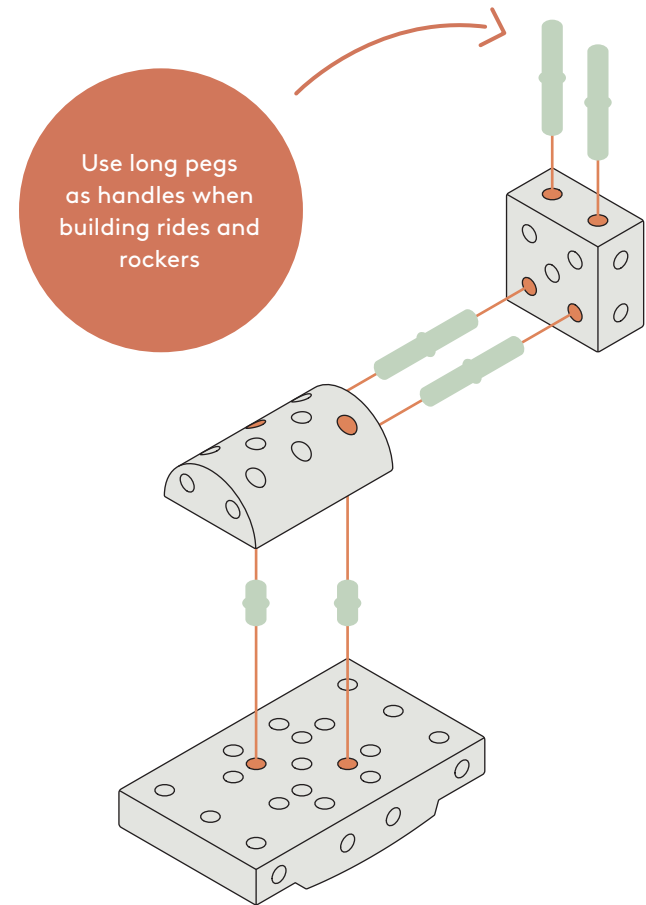 Use long pegs
as handles when
building rides and
rockers